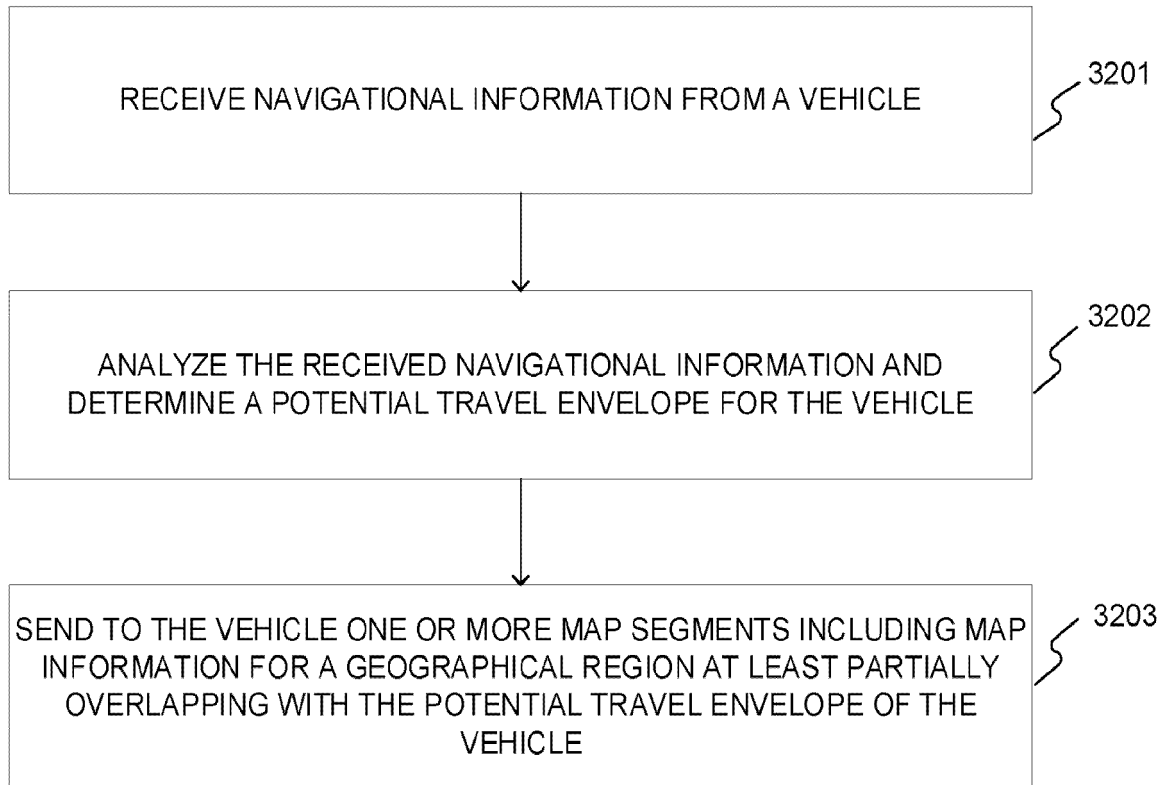 RECEIVE NAVIGATIONAL INFORMATION FROM A VEHICLE
3201
ANALYZE THE RECEIVED NAVIGATIONAL INFORMATION AND
DETERMINE A POTENTIAL TRAVEL ENVELOPE FOR THE VEHICLE
3202
SEND TO THE VEHICLE ONE OR MORE MAP SEGMENTS INCLUDING MAP
INFORMATION FOR A GEOGRAPHICAL REGION AT LEAST PARTIALLY
OVERLAPPING WITH THE POTENTIAL TRAVEL ENVELOPE OF THE
VEHICLE
3203